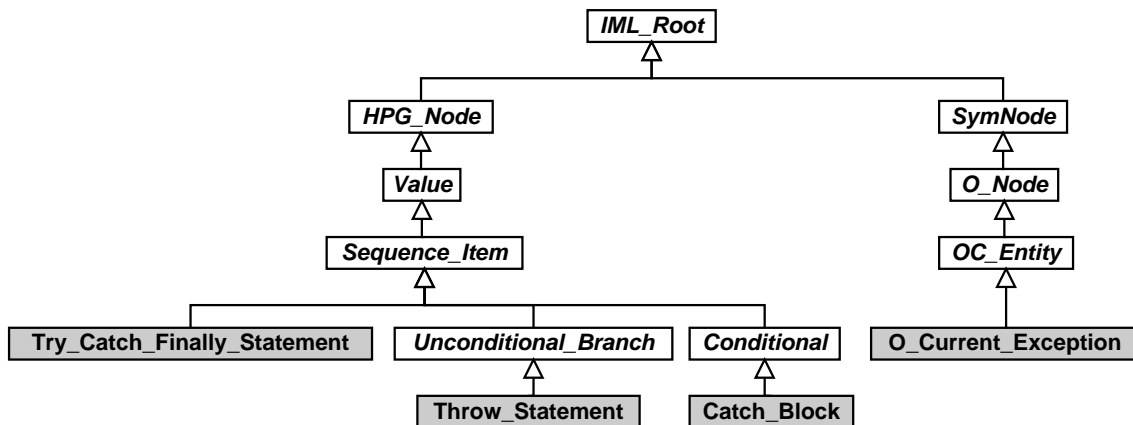 IML_Root
HPG_Node
SymNode
Value
O_Node
Sequence_Item
OC_Entity
Try_Catch_Finally_Statement
Unconditional_Branch
Conditional
O_Current_Exception
Throw_Statement
Catch_Block